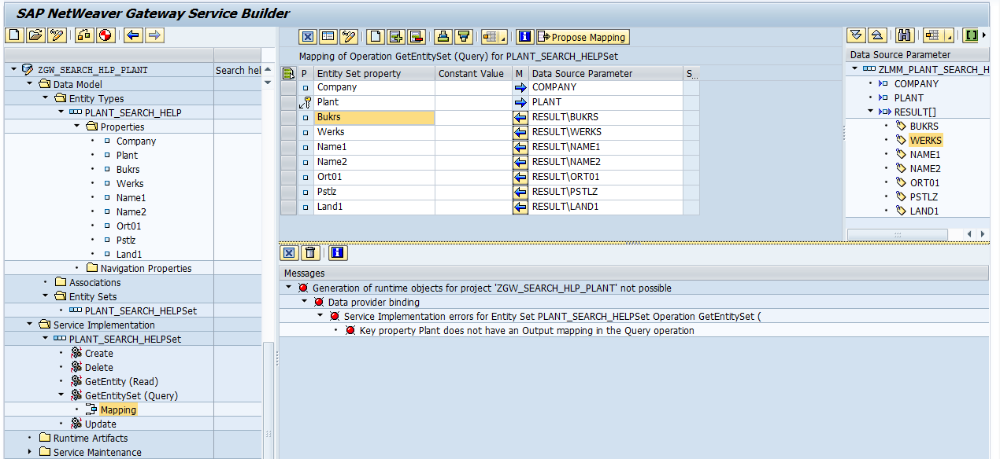 SAP NetWeaver Gateway Service Builder
Propose Mapping
Mapping of Operation GetEntitySet (Query) for PLANT_SEARCH_HELPSet
ZGW_SEARCH_HLP_PLANT Search hel
Data Model
Entity Types
PLANT_SEARCH_HELP
Properties
Company
Plant
Bukrs
Werks
Name1
Name2
Ort01
Pstlz
Land1
Navigation Properties
Associations
Entity Sets
PLANT_SEARCH_HELPSet
Service Implementation
PLANT_SEARCH_HELPSet
Create
Delete
GetEntity (Read)
GetEntitySet (Query)
Mapping
Update
Runtime Artifacts
Service Maintenance
P Entity Set property Constant Value M Data Source Parameter S...
Company COMPANY
Plant PLANT
Bukrs RESULT\BUKRS
Werks RESULT\WERKS
Name1 RESULT\NAME1
Name2 RESULT\NAME2
Ort01 RESULT\ORT01
Pstlz RESULT\PSTLZ
Land1 RESULT\LAND1
Data Source Parameter
ZLMM_PLANT_SEARCH_H
COMPANY
PLANT
RESULT[]
BUKRS
WERKS
NAME1
NAME2
ORT01
PSTLZ
LAND1
Messages
Generation of runtime objects for project 'ZGW_SEARCH_HLP_PLANT' not possible
Data provider binding
Service Implementation errors for Entity Set PLANT_SEARCH_HELPSet Operation GetEntitySet (
Key property Plant does not have an Output mapping in the Query operation